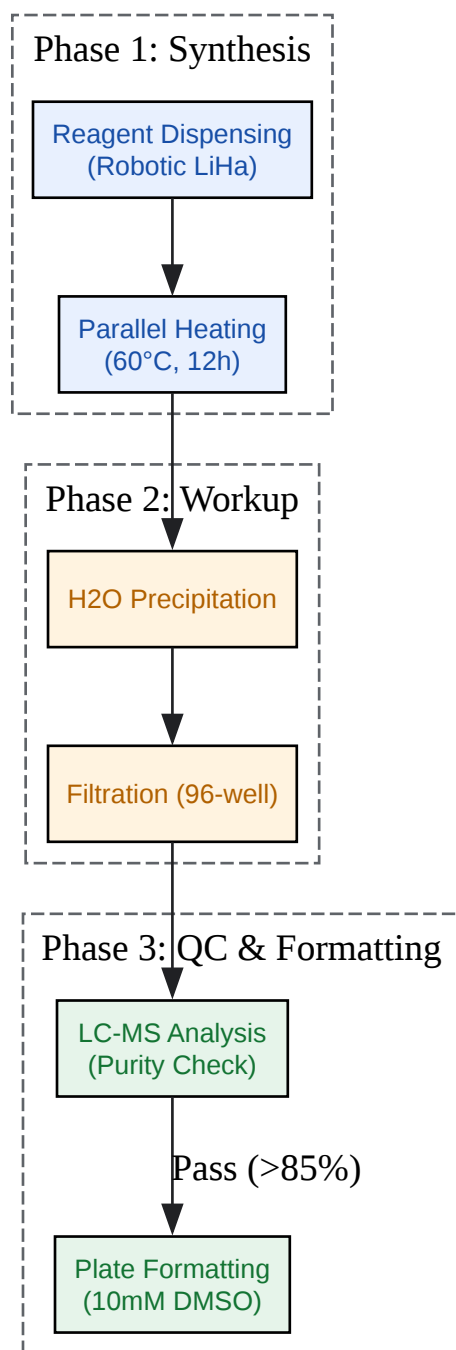 Phase 1: Synthesis
Reagent Dispensing
(Robotic LiHa)
Parallel Heating
(60°C, 12h)
Phase 2: Workup
H2O Precipitation
Filtration (96-well)
Phase 3: QC & Formatting
LC-MS Analysis
(Purity Check)
Pass (>85%)
Plate Formatting
(10mM DMSO)